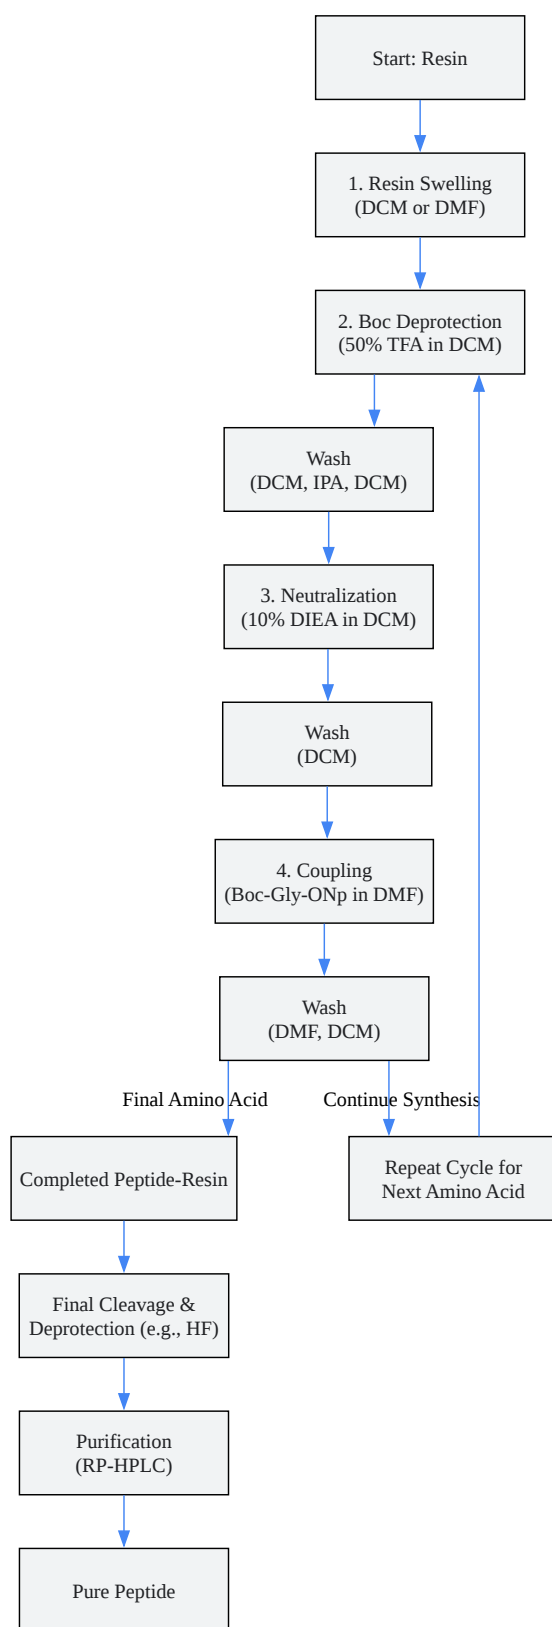 Start: Resin
1. Resin Swelling
(DCM or DMF)
2. Boc Deprotection
(50% TFA in DCM)
Wash
(DCM, IPA, DCM)
3. Neutralization
(10% DIEA in DCM)
Wash
(DCM)
4. Coupling
(Boc-Gly-ONp in DMF)
Wash
(DMF, DCM)
Final Amino Acid
Continue Synthesis
Completed Peptide-Resin
Repeat Cycle for
Next Amino Acid
Final Cleavage &
Deprotection (e.g., HF)
Purification
(RP-HPLC)
Pure Peptide